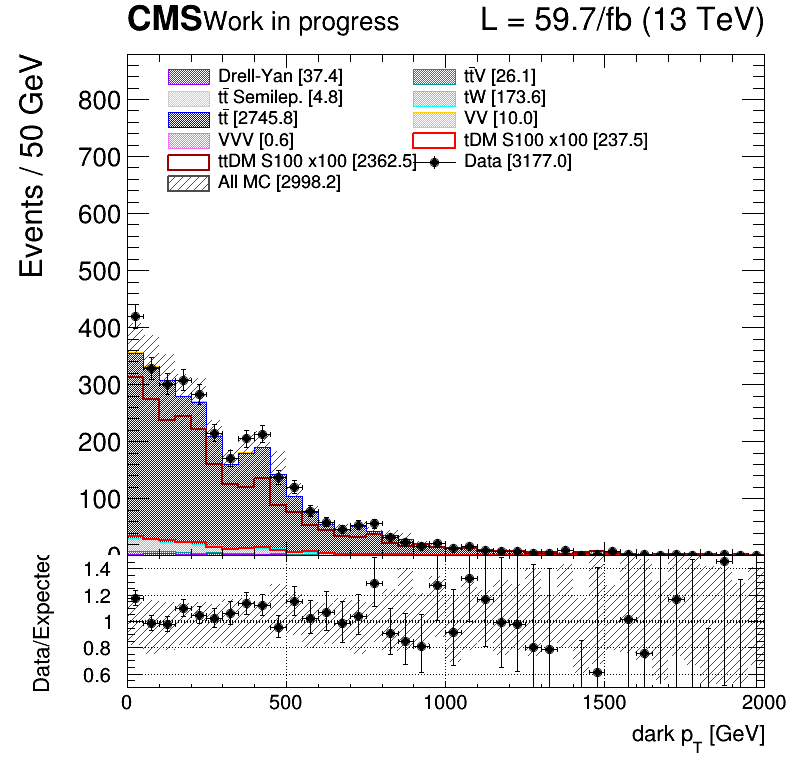 CMS Work in progress L = 59.7/fb (13 TeV)
Events / 50 GeV
Drell-Yan [37.4] tt̄V [26.1]
tt̄ Semilep. [4.8] tW [173.6]
tt̄ [2745.8] VV [10.0]
VVV [0.6] tDM S100 x100 [237.5]
ttDM S100 x100 [2362.5] Data [3177.0]
All MC [2998.2]
800
700
600
500
400
300
200
100
0
Data/Expected
1.4
1.2
1
0.8
0.6
0 500 1000 1500 2000
dark p_T [GeV]